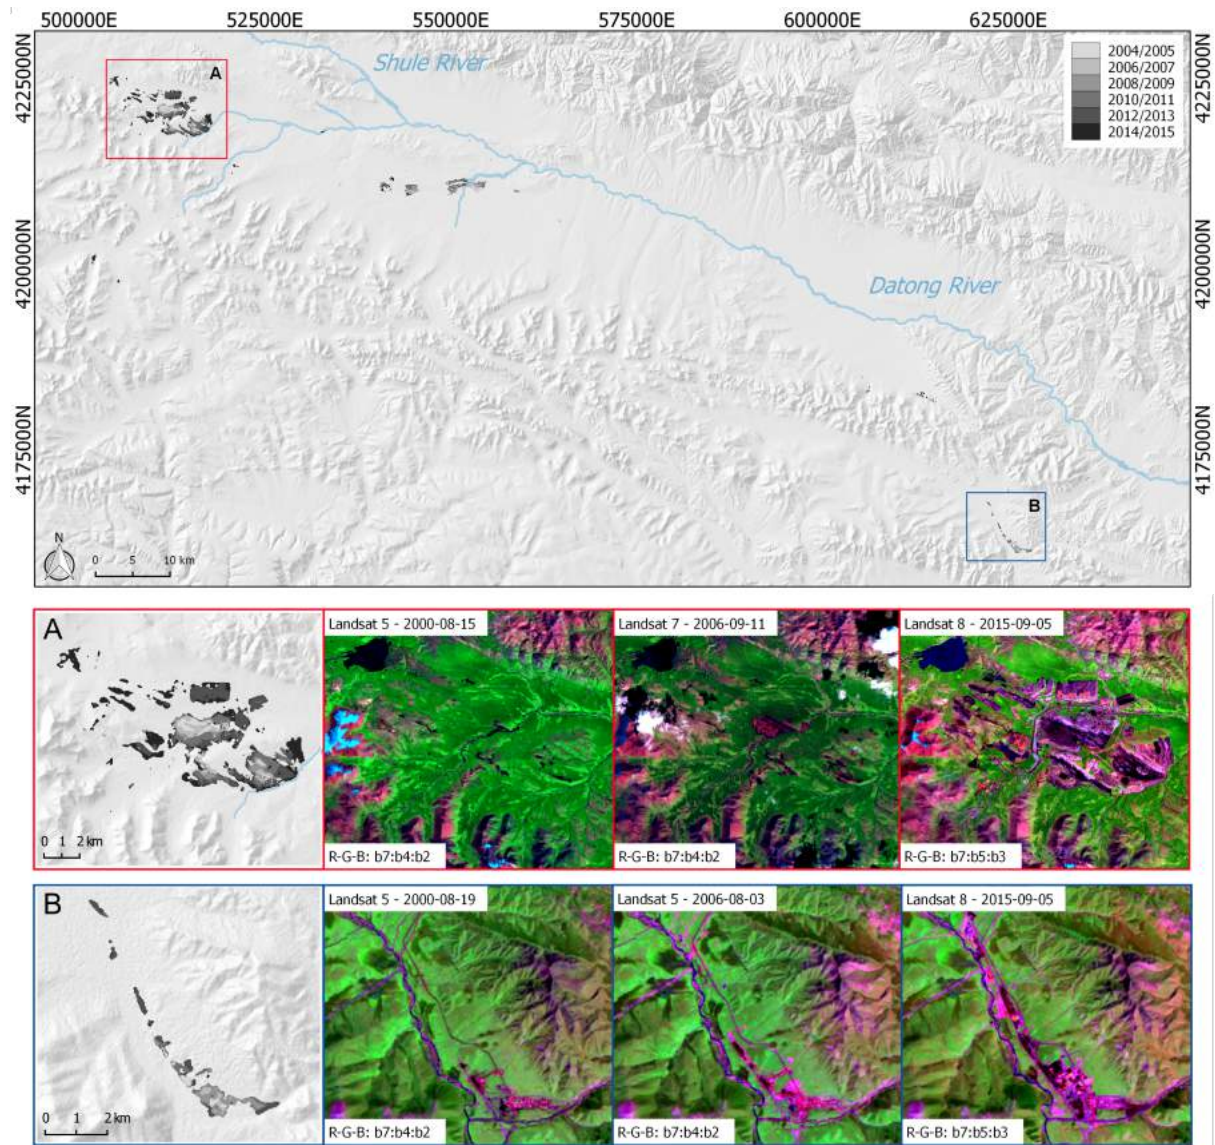 500000E 525000E 550000E 575000E 600000E 625000E
4225000N
4200000N
4175000N
4225000N
4200000N
4175000N
A
Shule River
2004/2005
2006/2007
2008/2009
2010/2011
2012/2013
2014/2015
Datong River
B
N
0 5 10 km
A
0 1 2 km
Landsat 5 - 2000-08-15
R-G-B: b7:b4:b2
Landsat 7 - 2006-09-11
R-G-B: b7:b4:b2
Landsat 8 - 2015-09-05
R-G-B: b7:b5:b3
B
0 1 2 km
Landsat 5 - 2000-08-19
R-G-B: b7:b4:b2
Landsat 5 - 2006-08-03
R-G-B: b7:b4:b2
Landsat 8 - 2015-09-05
R-G-B: b7:b5:b3